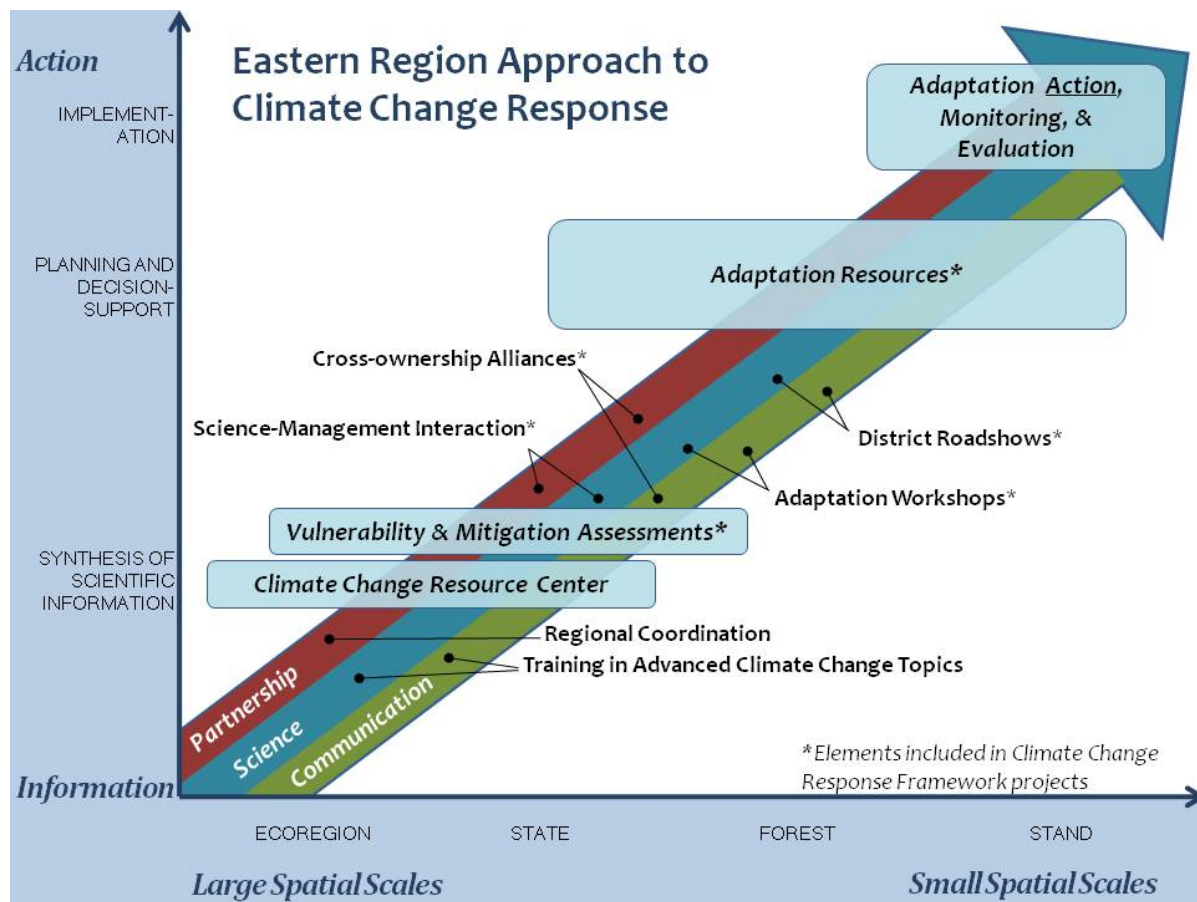 Eastern Region Approach to
Climate Change Response
Action
IMPLEMENT-
ATION
PLANNING AND
DECISION-
SUPPORT
SYNTHESIS OF
SCIENTIFIC
INFORMATION
Information
Adaptation Action,
Monitoring, &
Evaluation
Adaptation Resources*
Cross-ownership Alliances*
Science-Management Interaction*
District Roadshows*
Adaptation Workshops*
Vulnerability & Mitigation Assessments*
Climate Change Resource Center
Regional Coordination
Training in Advanced Climate Change Topics
Partnership
Science
Communication
*Elements included in Climate Change
Response Framework projects
ECOREGION
STATE
FOREST
STAND
Large Spatial Scales
Small Spatial Scales